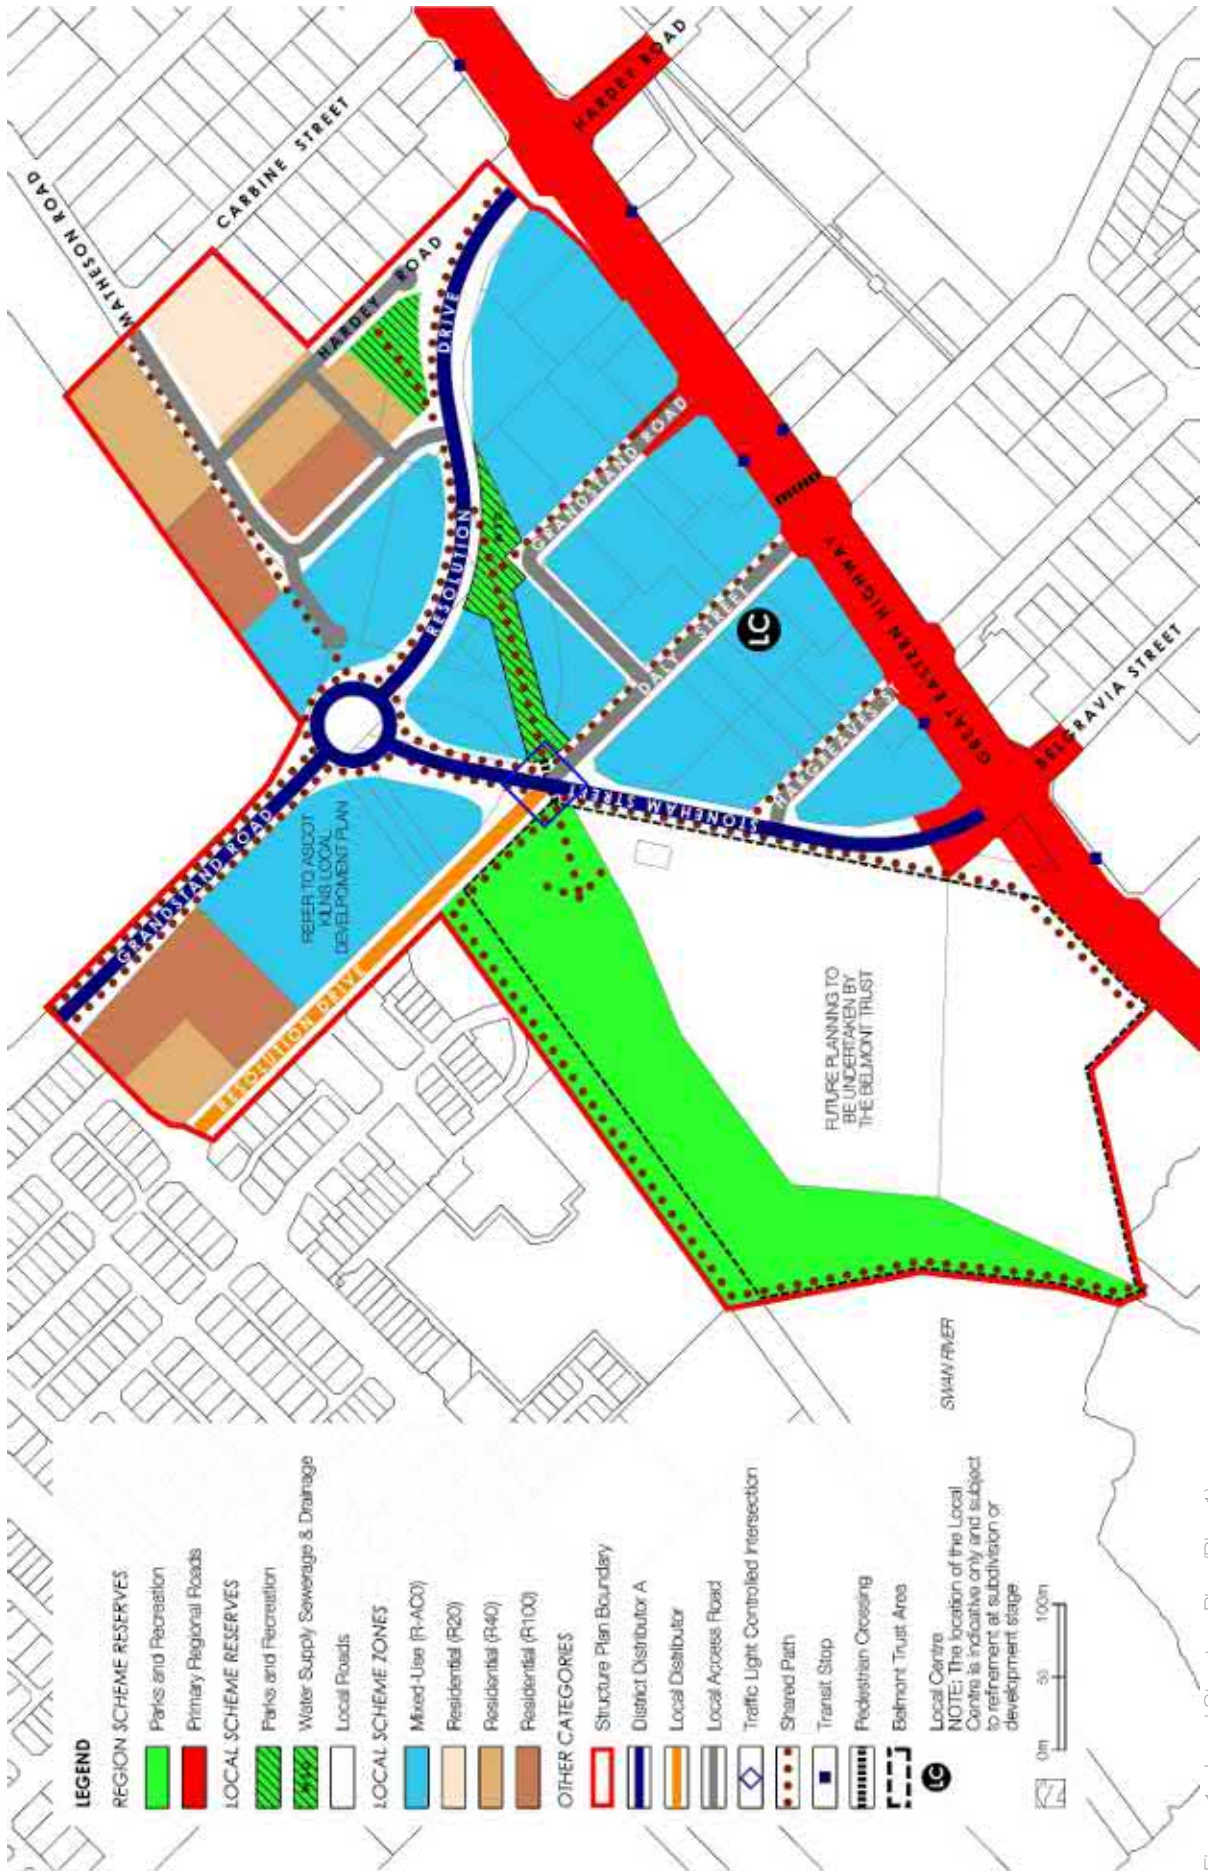 LEGEND
REGION SCHEME RESERVES
Parks and Recreation
Primary Regional Roads
LOCAL SCHEME RESERVES
Parks and Recreation
Water Supply Sewerage & Drainage
Local Roads
LOCAL SCHEME ZONES
Mixed-Use (R-AC0)
Residential (R20)
Residential (R40)
Residential (R100)
OTHER CATEGORIES
Structure Plan Boundary
District Distributor A
Local Distributor
Local Access Road
Traffic Light Controlled Intersection
Shared Path
Transit Stop
Pedestrian Crossing
Belmont Trust Area
LC
Local Centre
NOTE: The location of the Local
Centre is indicative only and subject
to refinement at subdivision or
development stage
0m 50 100m
SWAN RIVER
RESOLUTION DRIVE
GRANDSTAND ROAD
REFER TO ASCOT
KILNS LOCAL
DEVELPOMENT PLAN
FUTURE PLANNING TO
BE UNDERTAKEN BY
THE BELMONT TRUST
STONEHAM STREET
HARGREAVES ST
DALY STREET
LC
GRANDSTAND ROAD
RESOLUTION DRIVE
MATHESON ROAD
CARBINE STREET
HARDEY ROAD
HARDEY ROAD
GREAT EASTERN HIGHWAY
BELGRAVIA STREET